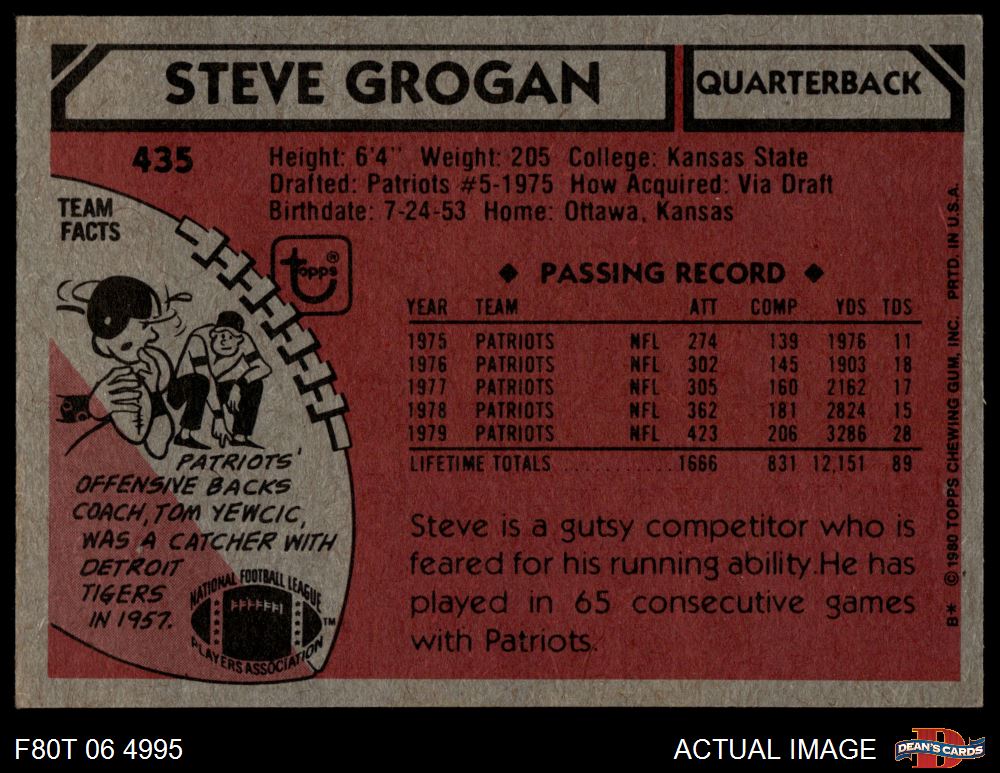 STEVE GROGAN
QUARTERBACK
435
Height: 6'4" Weight: 205 College: Kansas State
Drafted: Patriots #5-1975 How Acquired: Via Draft
Birthdate: 7-24-53 Home: Ottawa, Kansas
TEAM
FACTS
topps®
◆ PASSING RECORD ◆
YEAR TEAM ATT COMP YDS TDS
1975 PATRIOTS NFL 274 139 1976 11
1976 PATRIOTS NFL 302 145 1903 18
1977 PATRIOTS NFL 305 160 2162 17
1978 PATRIOTS NFL 362 181 2824 15
1979 PATRIOTS NFL 423 206 3286 28
LIFETIME TOTALS ............ 1666 831 12,151 89
PATRIOTS'
OFFENSIVE BACKS
COACH, TOM YEWCIC,
WAS A CATCHER WITH
DETROIT
TIGERS
IN 1957.
NATIONAL FOOTBALL LEAGUE
PLAYERS ASSOCIATION
TM
Steve is a gutsy competitor who is
feared for his running ability. He has
played in 65 consecutive games
with Patriots.
B* © 1980 TOPPS CHEWING GUM, INC. PRTD. IN U.S.A.
F80T 06 4995
ACTUAL IMAGE
DEAN'S CARDS